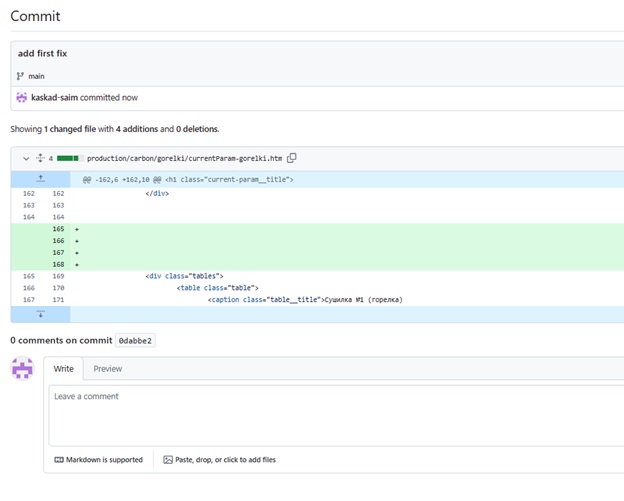 Commit
add first fix
main
kaskad-saim committed now
Showing 1 changed file with 4 additions and 0 deletions.
4 production/carbon/gorelki/currentParam-gorelki.htm
@@ -162,6 +162,10 @@ <h1 class="current-param__title">
162 162 </div>
163 163
164 164
165 +
166 +
167 +
168 +
165 169 <div class="tables">
166 170 <table class="table">
167 171 <caption class="table__title">Сушилка №1 (горелка)
0 comments on commit 0dabbe2
Write Preview
Leave a comment
Markdown is supported Paste, drop, or click to add files